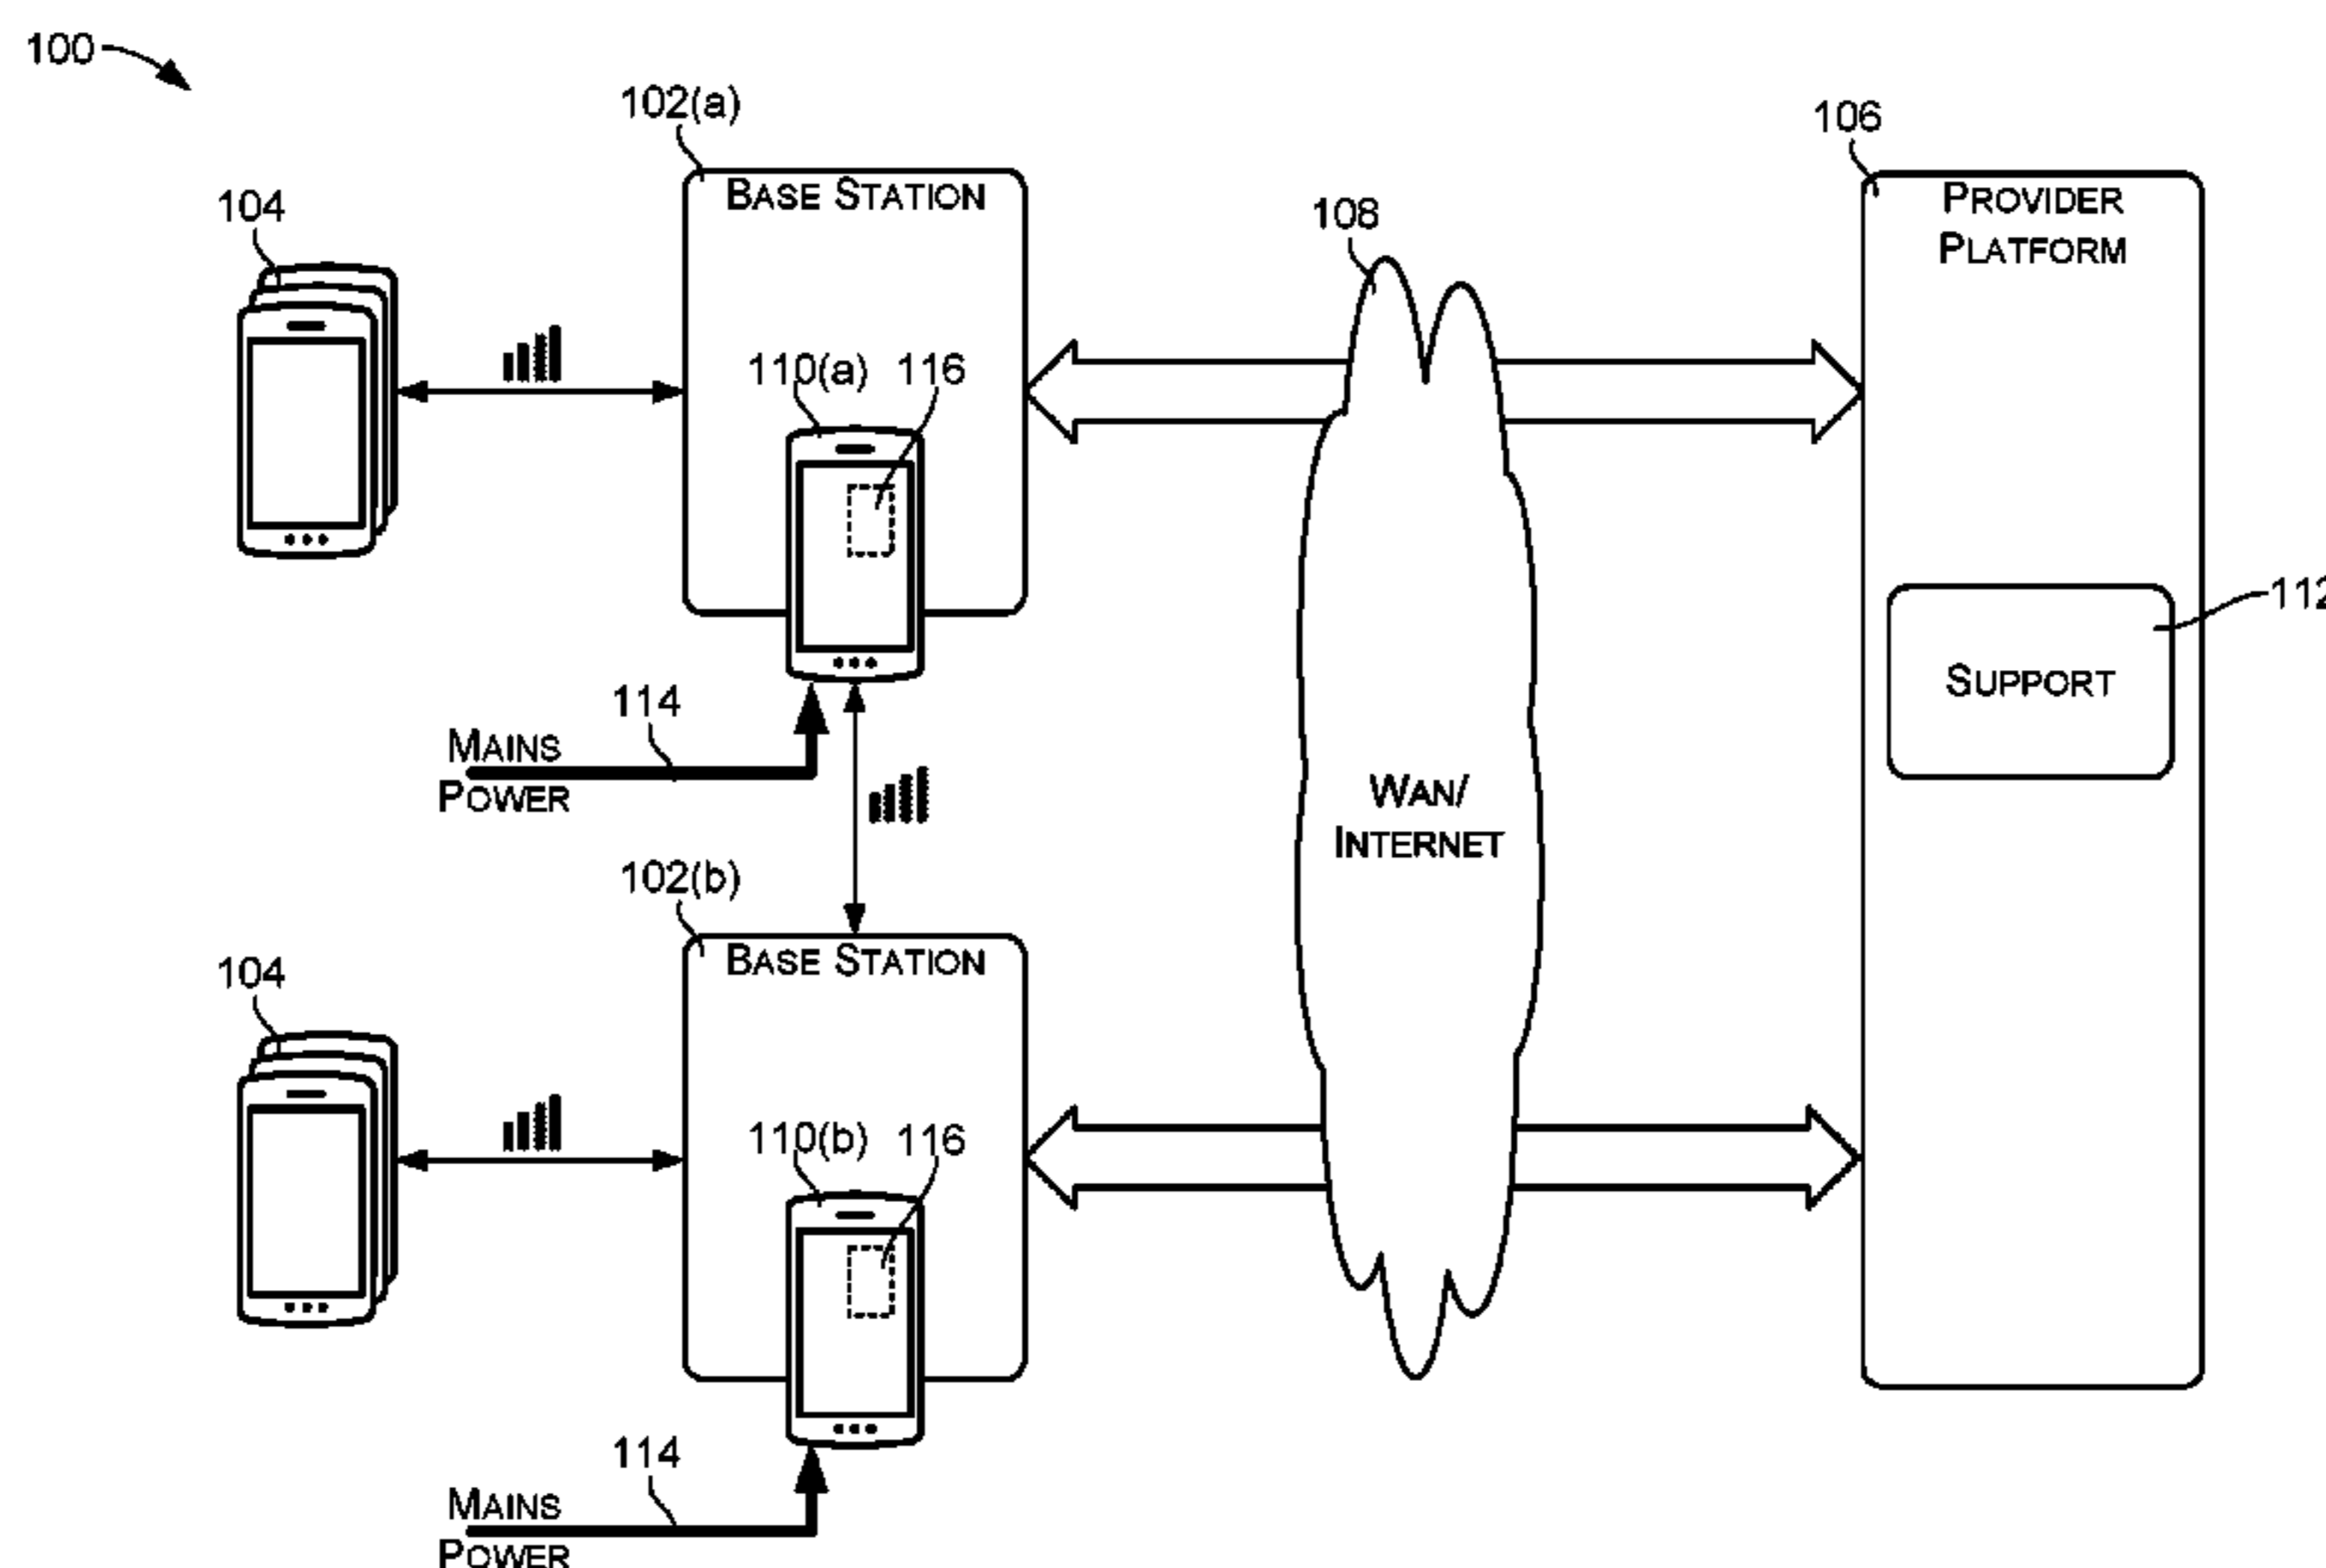 100
102(a)
BASE STATION
106
PROVIDER
PLATFORM
104
108
110(a) 116
112
SUPPORT
114
MAINS
POWER
WAN/
INTERNET
102(b)
BASE STATION
104
110(b) 116
114
MAINS
POWER